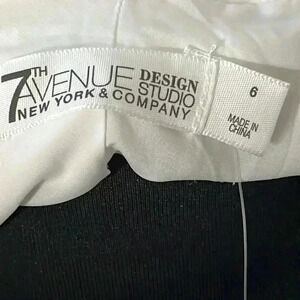 7TH AVENUE DESIGN STUDIO
NEW YORK & COMPANY
6
MADE IN
CHINA